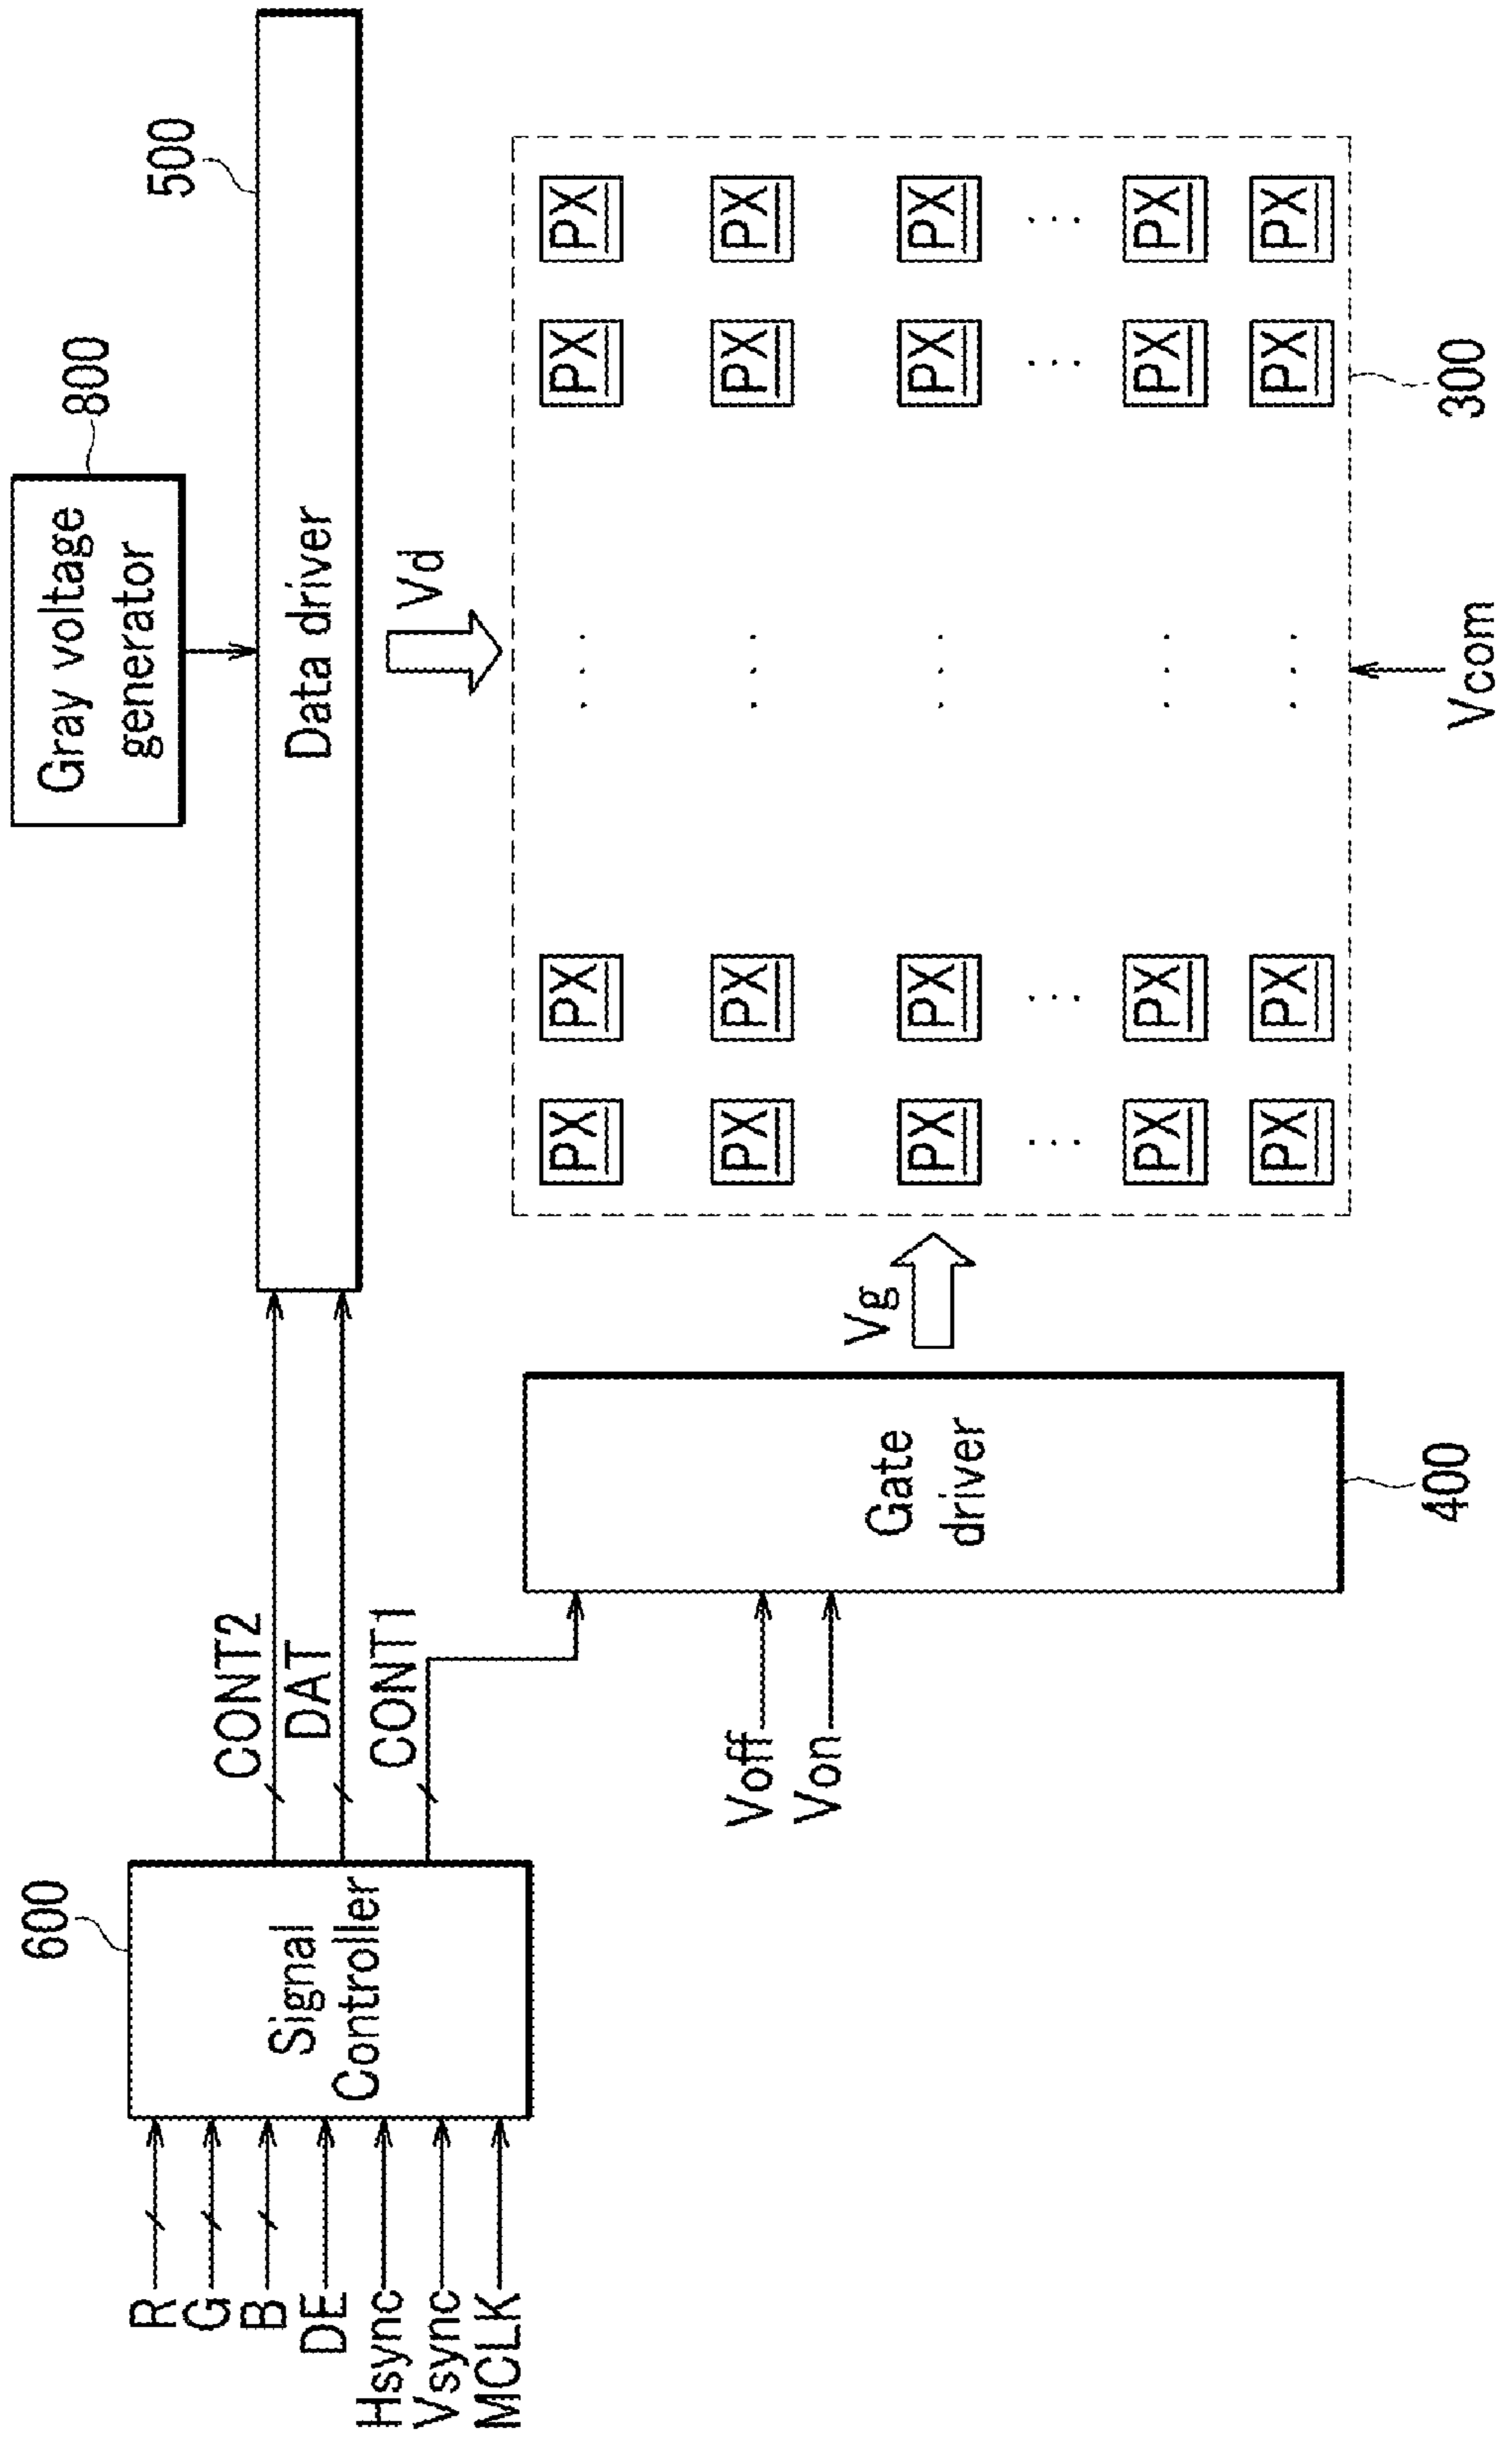 800
Gray voltage
generator
500
Data driver
600
Signal
Controller
R
G
B
DE
Hsync
Vsync
MCLK
CONT2
DAT
CONT1
Vd
Voff
Von
Gate
driver
400
Vg
PX PX PX PX
PX PX PX PX
PX PX PX PX
PX PX PX PX
PX PX PX PX
Vcom
300